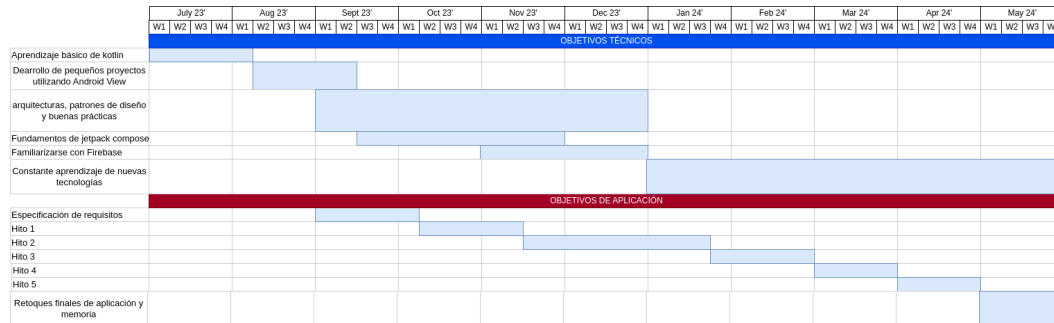 July 23' Aug 23' Sept 23' Oct 23' Nov 23' Dec 23' Jan 24' Feb 24' Mar 24' Apr 24' May 24'
W1 W2 W3 W4 W1 W2 W3 W4 W1 W2 W3 W4 W1 W2 W3 W4 W1 W2 W3 W4 W1 W2 W3 W4 W1 W2 W3 W4 W1 W2 W3 W4 W1 W2 W3 W4 W1 W2 W3 W4 W1 W2 W3
OBJETIVOS TÉCNICOS
Aprendizaje básico de kotlin
Dearrollo de pequeños proyectos
utilizando Android View
arquitecturas, patrones de diseño
y buenas prácticas
Fundamentos de jetpack compose
Familiarizarse con Firebase
Constante aprendizaje de nuevas
tecnologías
OBJETIVOS DE APLICACIÓN
Especificación de requisitos
Hito 1
Hito 2
Hito 3
Hito 4
Hito 5
Retoques finales de aplicación y
memoria